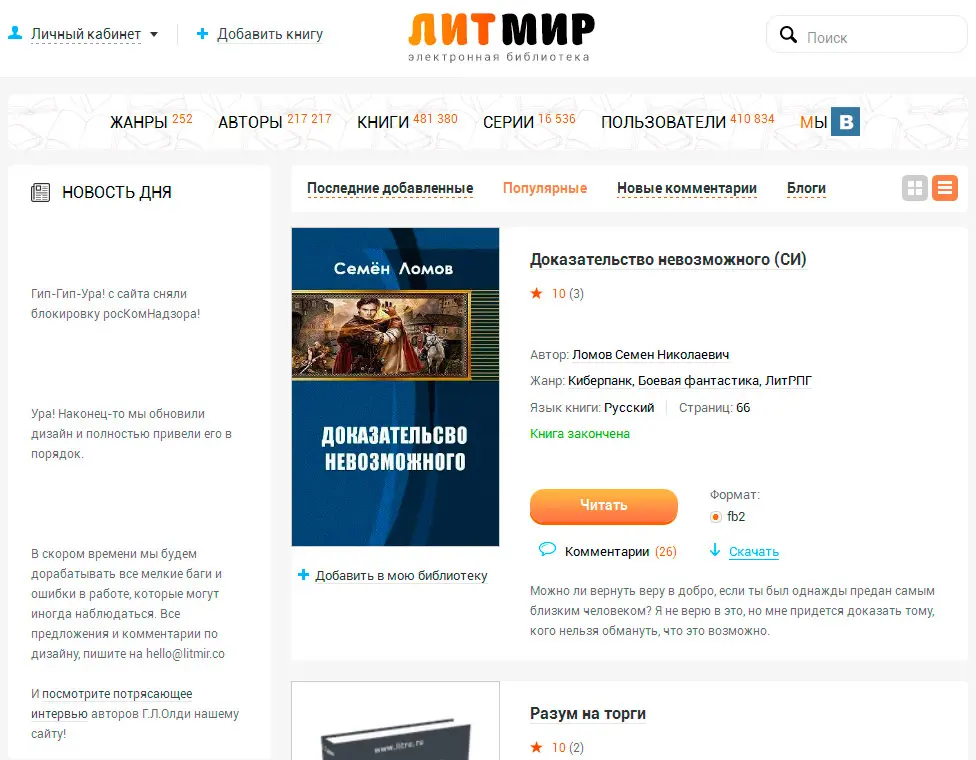 Личный кабинет
Добавить книгу
ЛИТМИР
электронная библиотека
Поиск
ЖАНРЫ 252 АВТОРЫ 217 217 КНИГИ 481 380 СЕРИИ 16 536 ПОЛЬЗОВАТЕЛИ 410 834 МЫ В
НОВОСТЬ ДНЯ
Гип-Гип-Ура! с сайта сняли
блокировку росКомНадзора!
Ура! Наконец-то мы обновили
дизайн и полностью привели его в
порядок.
В скором времени мы будем
дорабатывать все мелкие баги и
ошибки в работе, которые могут
иногда наблюдаться. Все
предложения и комментарии по
дизайну, пишите на hello@litmir.co
И посмотрите потрясающее
интервью авторов Г.Л.Олди нашему
сайту!
Последние добавленные Популярные Новые комментарии Блоги
Семён Ломов
ДОКАЗАТЕЛЬСВО
НЕВОЗМОЖНОГО
Добавить в мою библиотеку
Доказательство невозможного (СИ)
10 (3)
Автор: Ломов Семен Николаевич
Жанр: Киберпанк, Боевая фантастика, ЛитРПГ
Язык книги: Русский Страниц: 66
Книга закончена
Читать
Формат:
fb2
Комментарии (26)
Скачать
Можно ли вернуть веру в добро, если ты был однажды предан самым
близким человеком? Я не верю в это, но мне придется доказать тому,
кого нельзя обмануть, что это возможно.
www.litres.ru
Разум на торги
10 (2)